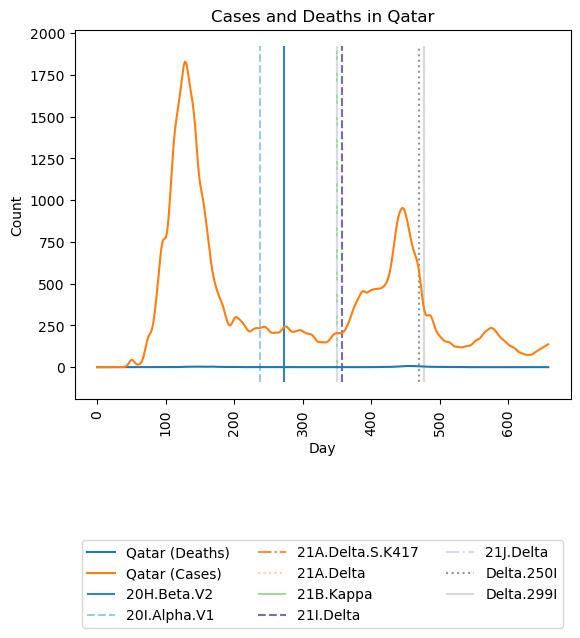 Cases and Deaths in Qatar
2000
1750
1500
1250
1000
750
500
250
0
Count
0 100 200 300 400 500 600
Day
Qatar (Deaths) 21A.Delta.S.K417 21J.Delta
Qatar (Cases) 21A.Delta Delta.250I
20H.Beta.V2 21B.Kappa Delta.299I
20I.Alpha.V1 21I.Delta